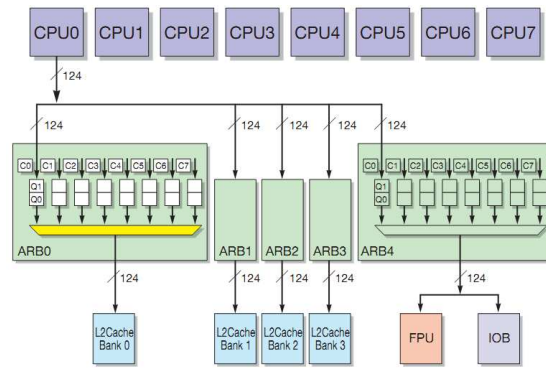 CPU0 CPU1 CPU2 CPU3 CPU4 CPU5 CPU6 CPU7
124
124 124 124 124 124
C0 C1 C2 C3 C4 C5 C6 C7
C0 C1 C2 C3 C4 C5 C6 C7
Q1
Q0
Q1
Q0
ARB0 ARB1 ARB2 ARB3 ARB4
124 124 124 124 124
L2Cache
Bank 0
L2Cache
Bank 1
L2Cache
Bank 2
L2Cache
Bank 3
FPU
IOB